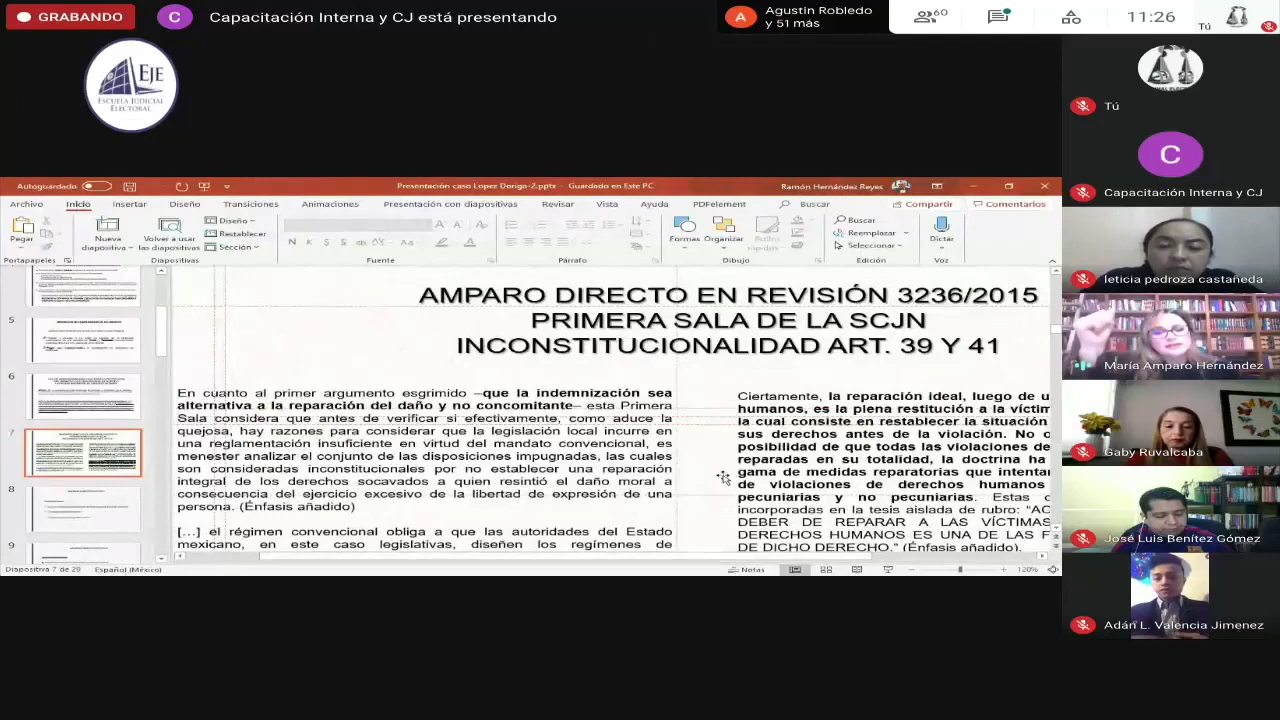 GRABANDO
C
Capacitación Interna y CJ está presentando
A
Agustín Robledo
y 51 más
60
11:26
Tú
EJE
ESCUELA JUDICIAL
ELECTORAL
Tú
C
Capacitación Interna y CJ
leticia pedroza castañeda
María Amparo Hernández
Gaby Ruvalcaba
José Luis Benítez Gómez
Adán L. Valencia Jimenez
Autoguardado
Presentación caso Lopez Doriga-2.pptx - Guardado en Este PC
Ramón Hernández Reyes
Archivo Inicio Insertar Diseño Transiciones Animaciones Presentación con diapositivas Revisar Vista Ayuda PDFelement Buscar Compartir Comentarios
Pegar
Nueva
diapositiva
Volver a usar
las diapositivas
Diseño
Restablecer
Sección
N K S
Formas Organizar
Buscar
Reemplazar
Seleccionar
Dictar
Portapapeles Diapositivas Fuente Párrafo Dibujo Edición Voz
5
6
7
8
9
AMPARO DIRECTO EN REVISIÓN 3236/2015
PRIMERA SALA DE LA SCJN
INCONSTITUCIONALIDAD ART. 39 Y 41
En cuanto al primer argumento esgrimido –que la indemnización sea
alternativa a la reparación del daño y no concomitante– esta Primera
Sala considera que antes de verificar si efectivamente, como aduce la
quejosa, hay razones para considerar que la legislación local incurre en
una reglamentación insuficiente en virtud del mandato convencional, es
menester analizar el conjunto de las disposiciones impugnadas, las cuales
son consideradas inconstitucionales por no establecer una reparación
integral de los derechos socavados a quien resintió el daño moral a
consecuencia del ejercicio excesivo de la libertad de expresión de una
persona. (Énfasis añadido)
[...] el régimen convencional obliga a que las autoridades del Estado
mexicano, en este caso legislativas, diseñen los regímenes de
Ciertamente, la reparación ideal, luego de u
humanos, es la plena restitución a la víctim
la cual consiste en restablecer la situación
sus derechos antes de la violación. No o
posibilidad de que todas las violaciones de
reparadas en su totalidad, la doctrina ha
gama de medidas reparatorias que intentan
de violaciones de derechos humanos
pecuniarias y no pecuniarias. Estas c
incorporadas en la tesis aislada de rubro: “AC
DEBER DE REPARAR A LAS VÍCTIMAS
DERECHOS HUMANOS ES UNA DE LAS F
DE DICHO DERECHO.” (Énfasis añadido).
Diapositiva 7 de 29 Español (México)
Notas
120%